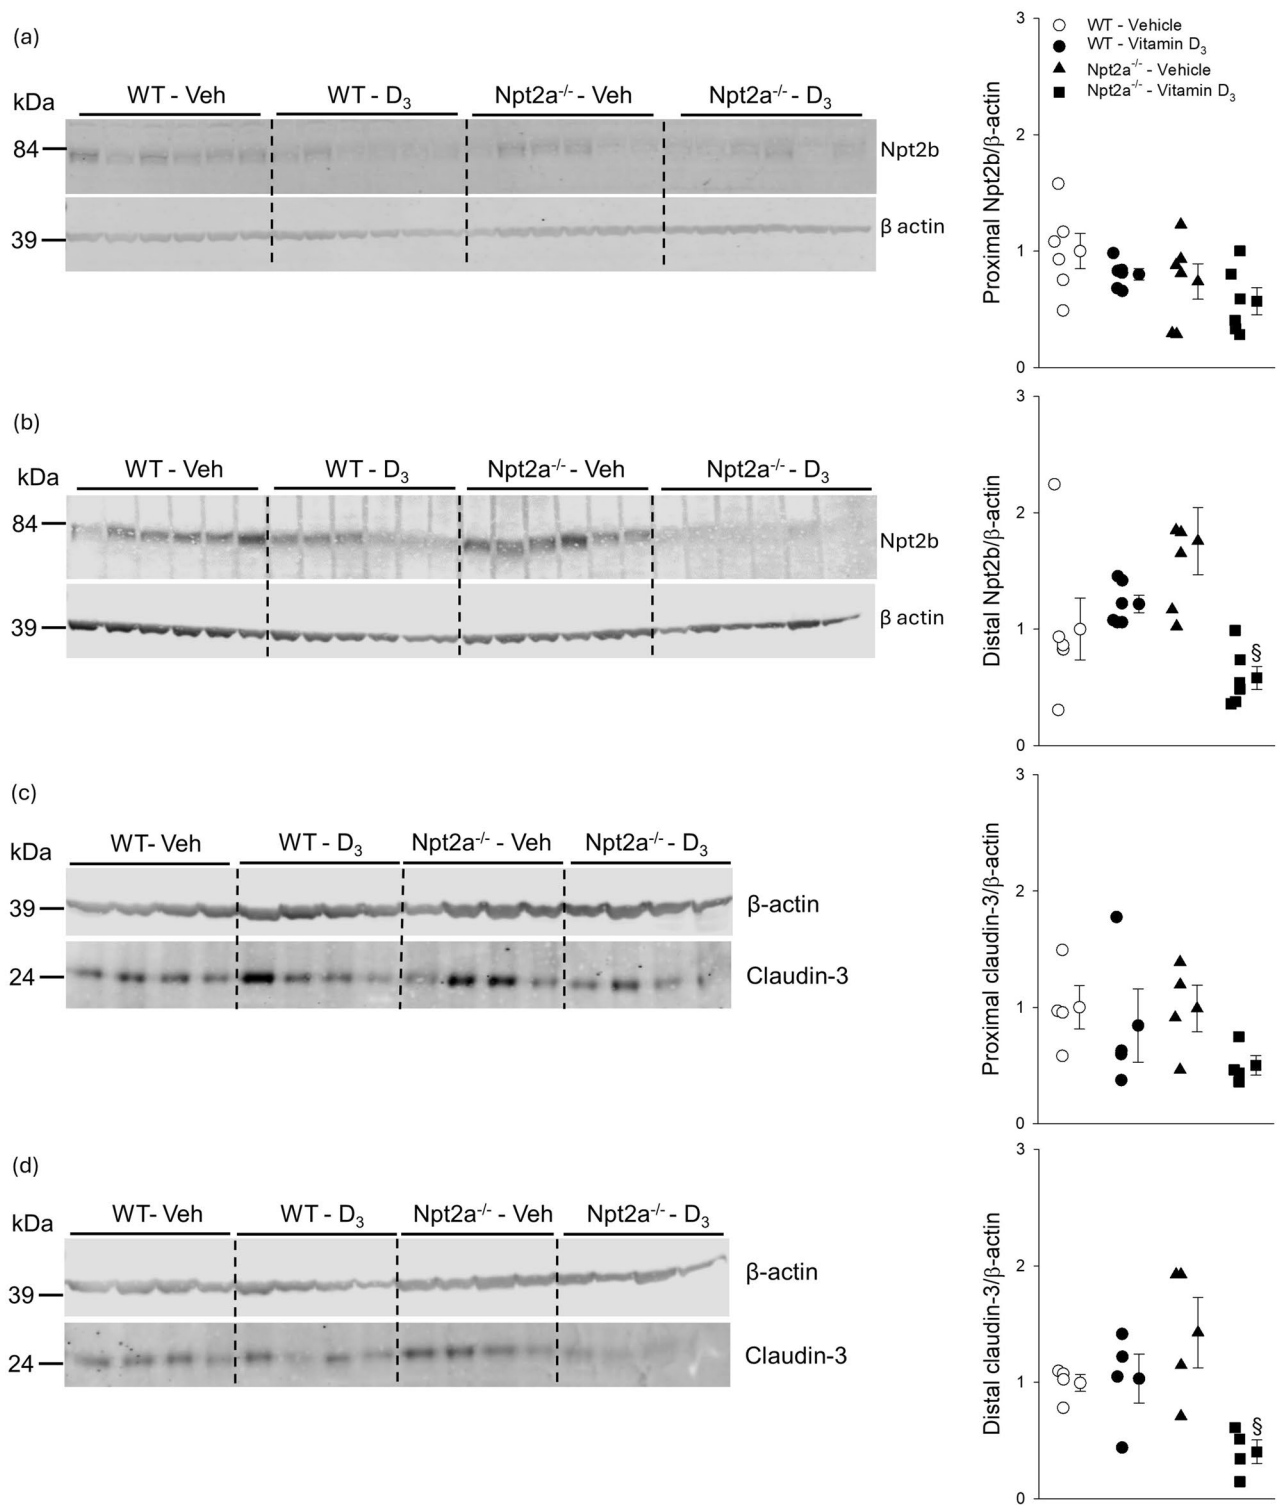 (a)
kDa
WT - Veh
WT - D3
Npt2a-/- - Veh
Npt2a-/- - D3
84
Npt2b
39
β actin
3
2
1
0
Proximal Npt2b/β-actin
WT - Vehicle
WT - Vitamin D3
Npt2a-/- - Vehicle
Npt2a-/- - Vitamin D3
(b)
kDa
WT - Veh
WT - D3
Npt2a-/- - Veh
Npt2a-/- - D3
84
Npt2b
39
β actin
3
2
1
0
Distal Npt2b/β-actin
§
(c)
kDa
WT- Veh
WT - D3
Npt2a-/- - Veh
Npt2a-/- - D3
39
β-actin
24
Claudin-3
3
2
1
0
Proximal claudin-3/β-actin
(d)
kDa
WT- Veh
WT - D3
Npt2a-/- - Veh
Npt2a-/- - D3
39
β-actin
24
Claudin-3
3
2
1
0
Distal claudin-3/β-actin
§